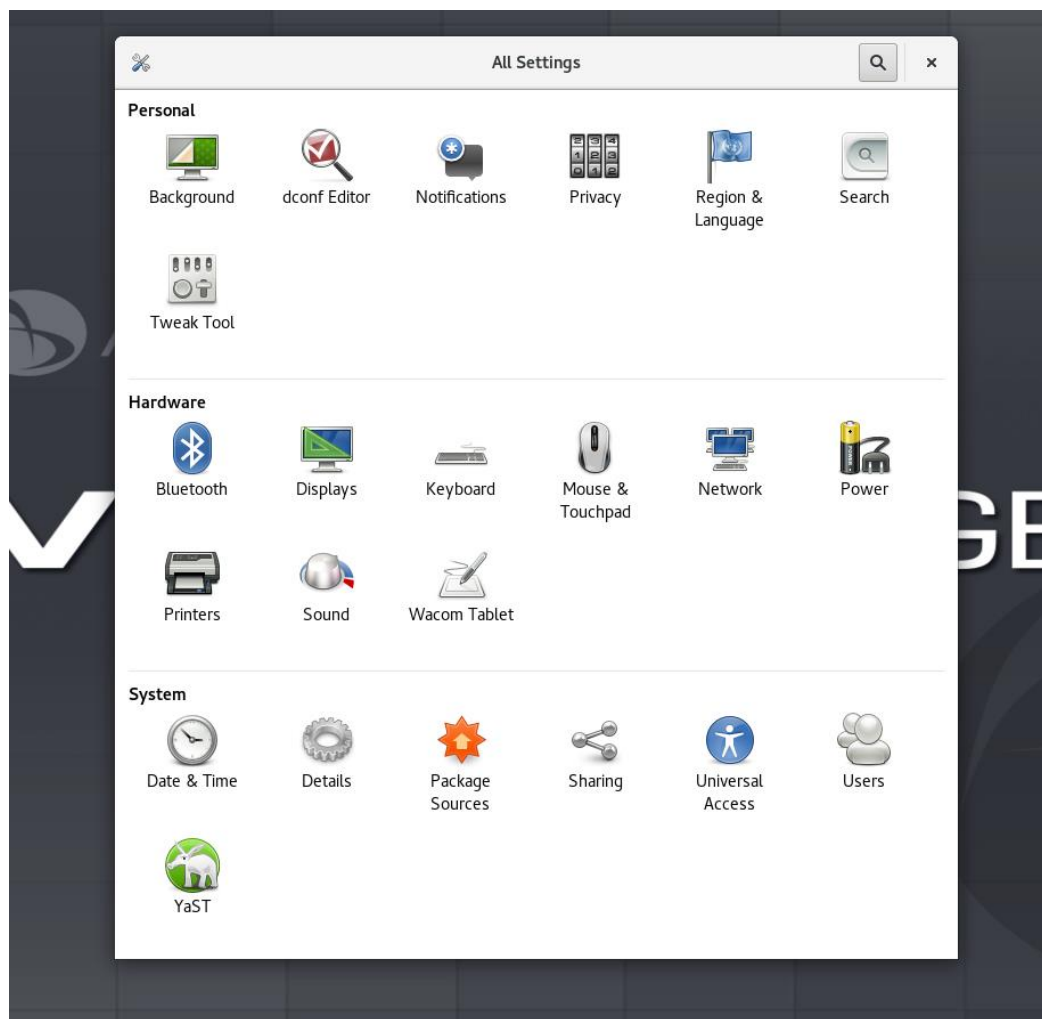 All Settings
Personal
Background
dconf Editor
Notifications
Privacy
Region &
Language
Search
Tweak Tool
Hardware
Bluetooth
Displays
Keyboard
Mouse &
Touchpad
Network
Power
Printers
Sound
Wacom Tablet
System
Date & Time
Details
Package
Sources
Sharing
Universal
Access
Users
YaST